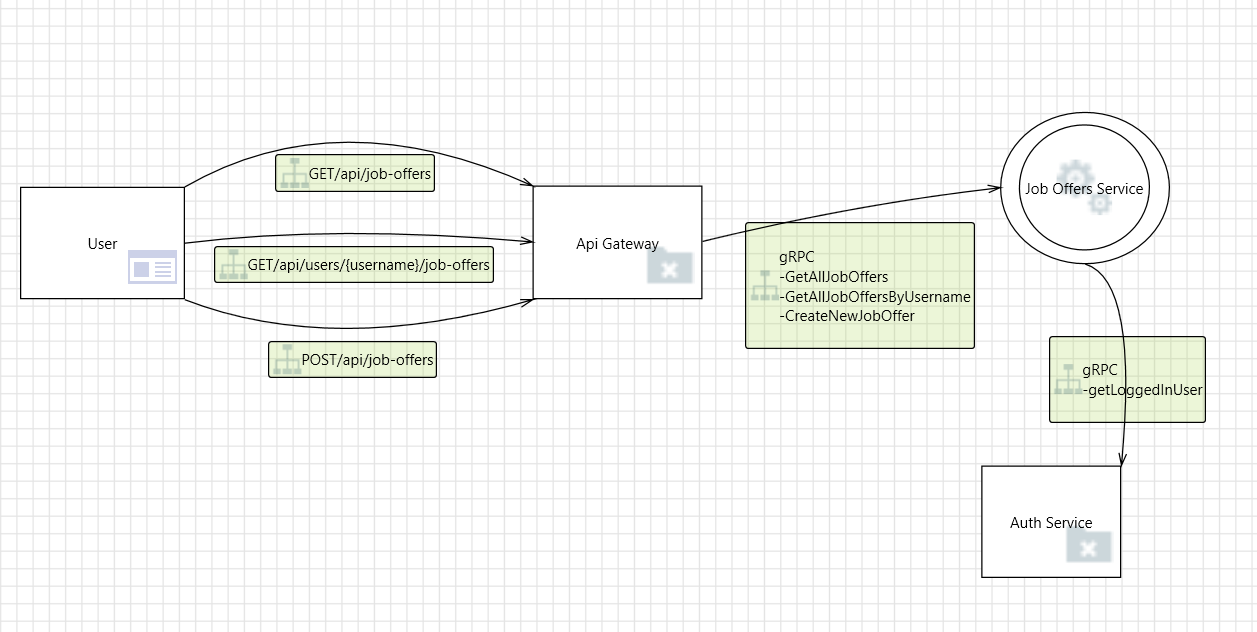 GET/api/job-offers
User
GET/api/users/{username}/job-offers
POST/api/job-offers
Api Gateway
gRPC
-GetAllJobOffers
-GetAllJobOffersByUsername
-CreateNewJobOffer
Job Offers Service
gRPC
-getLoggedInUser
Auth Service